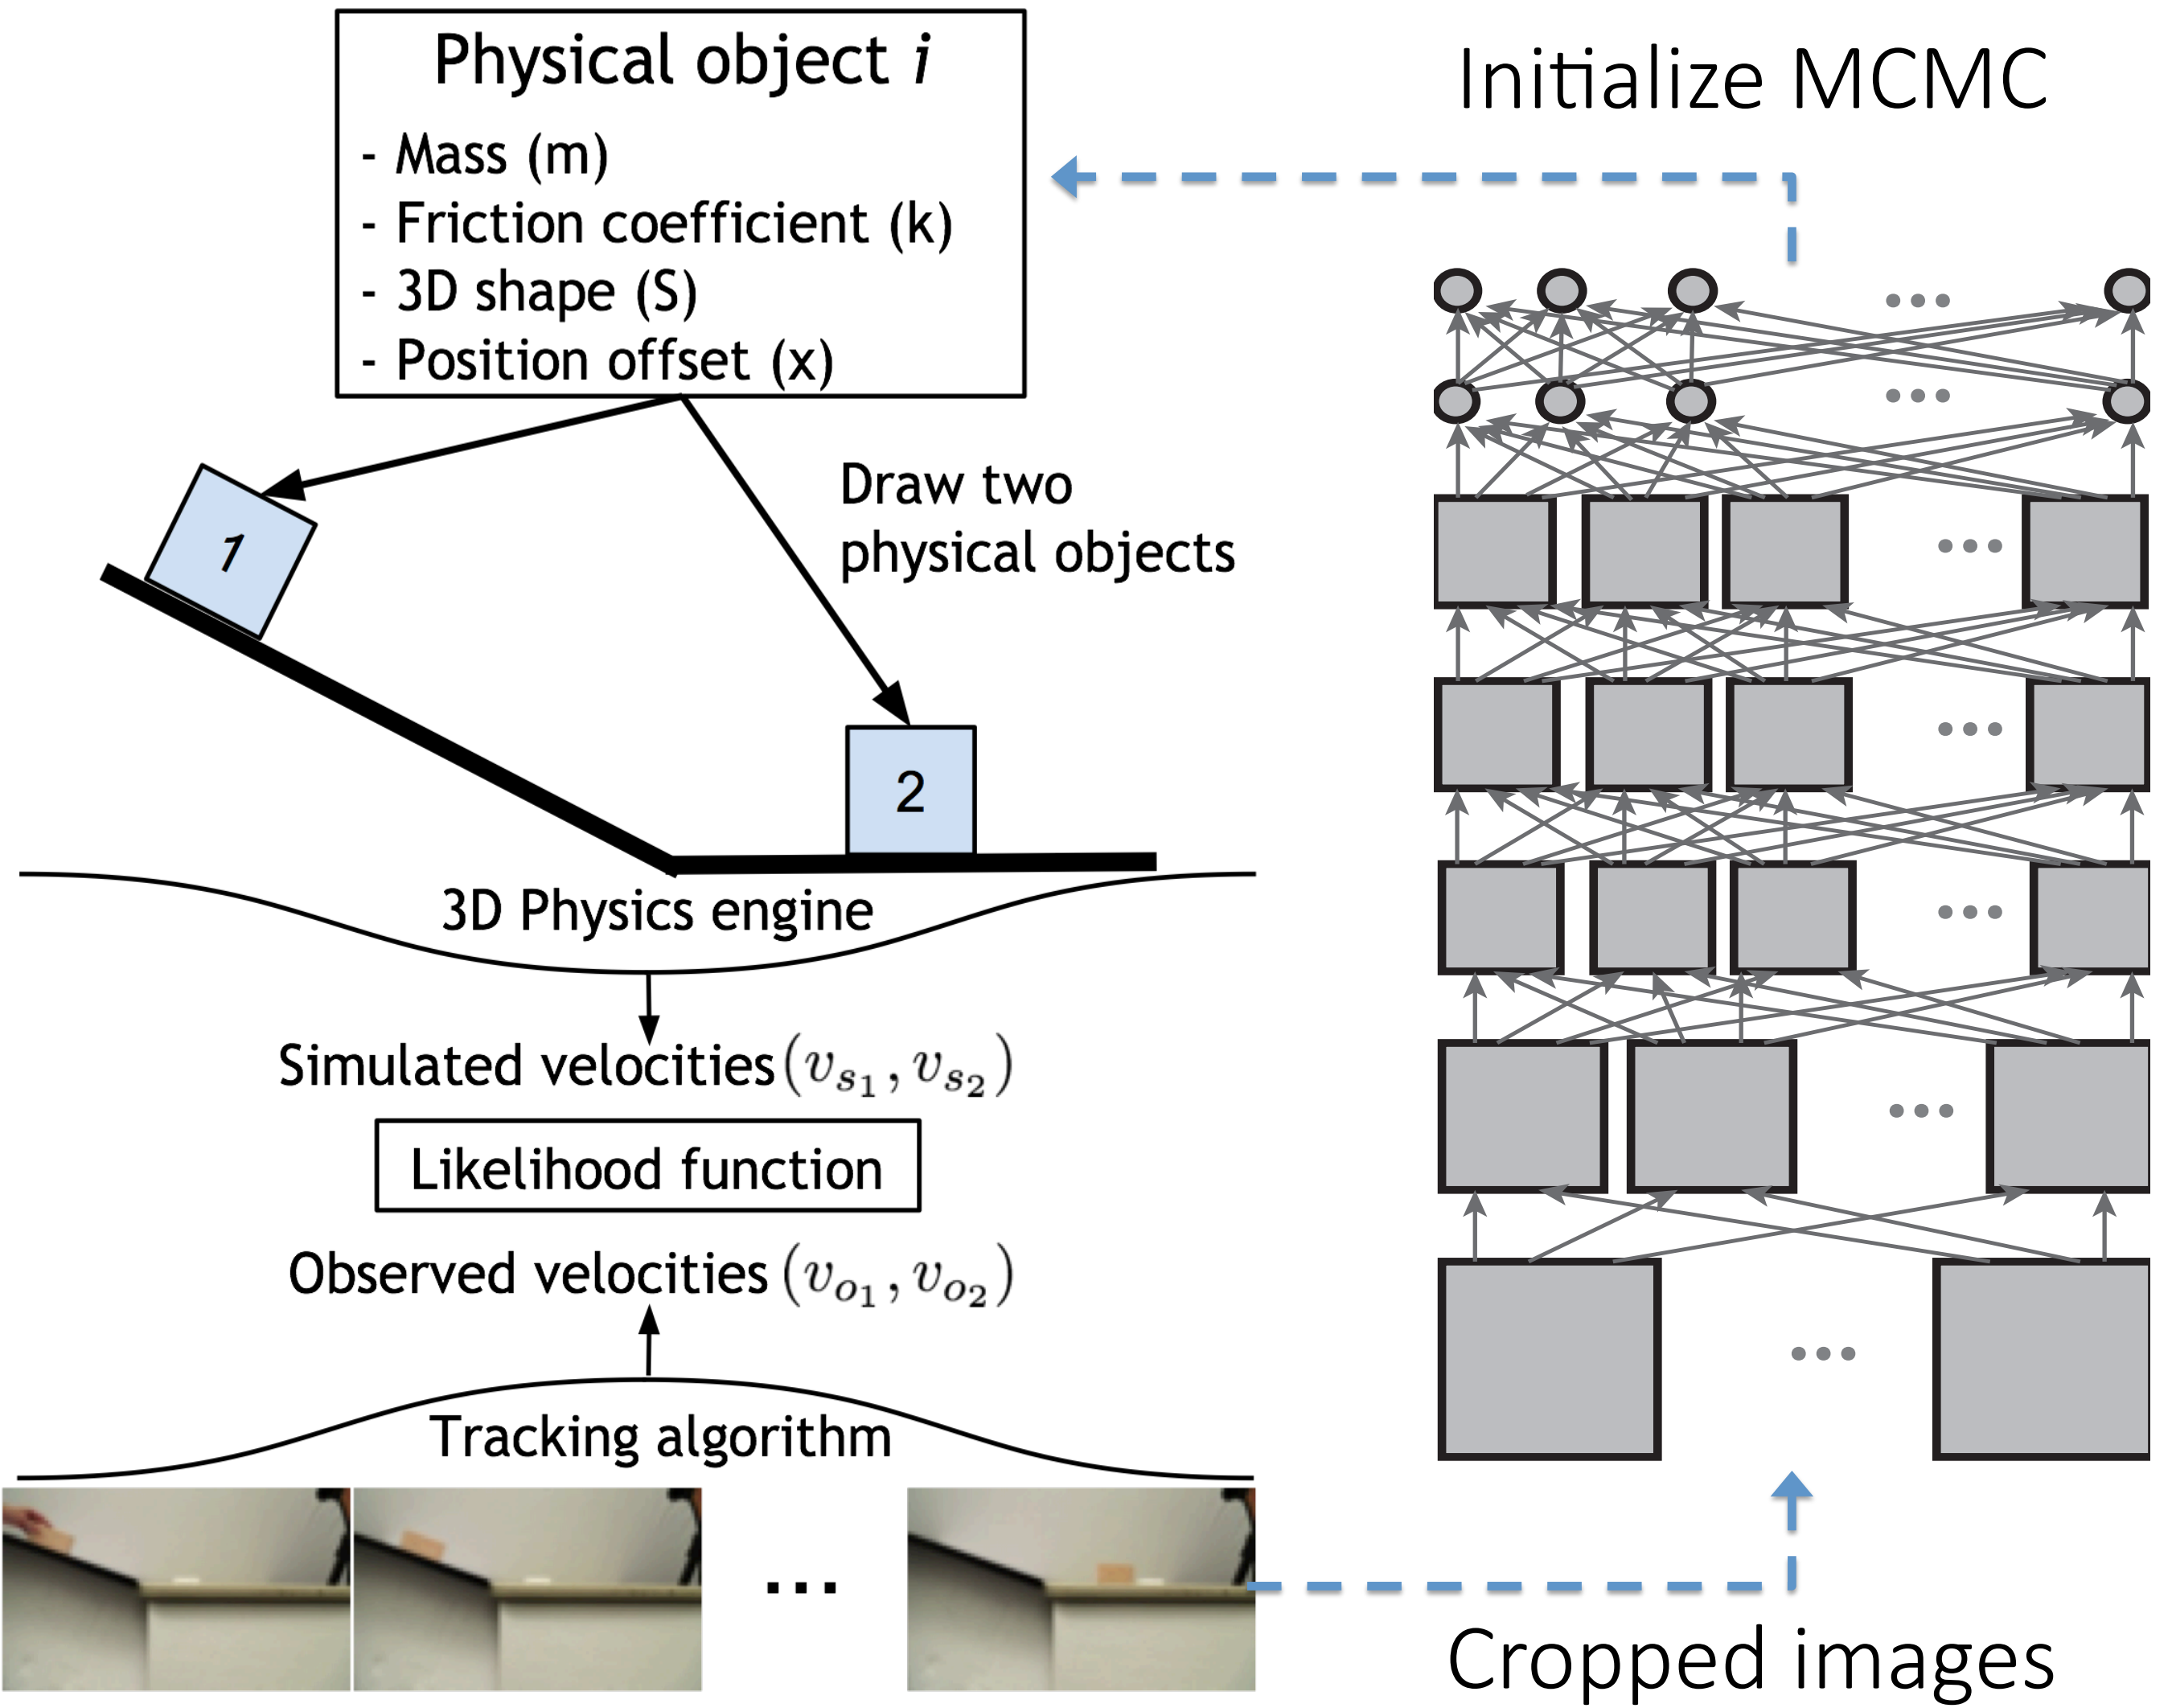 Physical object i
- Mass (m)
- Friction coefficient (k)
- 3D shape (S)
- Position offset (x)
Initialize MCMC
Draw two
physical objects
1
2
3D Physics engine
Simulated velocities (v_{s_1}, v_{s_2})
Likelihood function
Observed velocities (v_{o_1}, v_{o_2})
Tracking algorithm
...
Cropped images